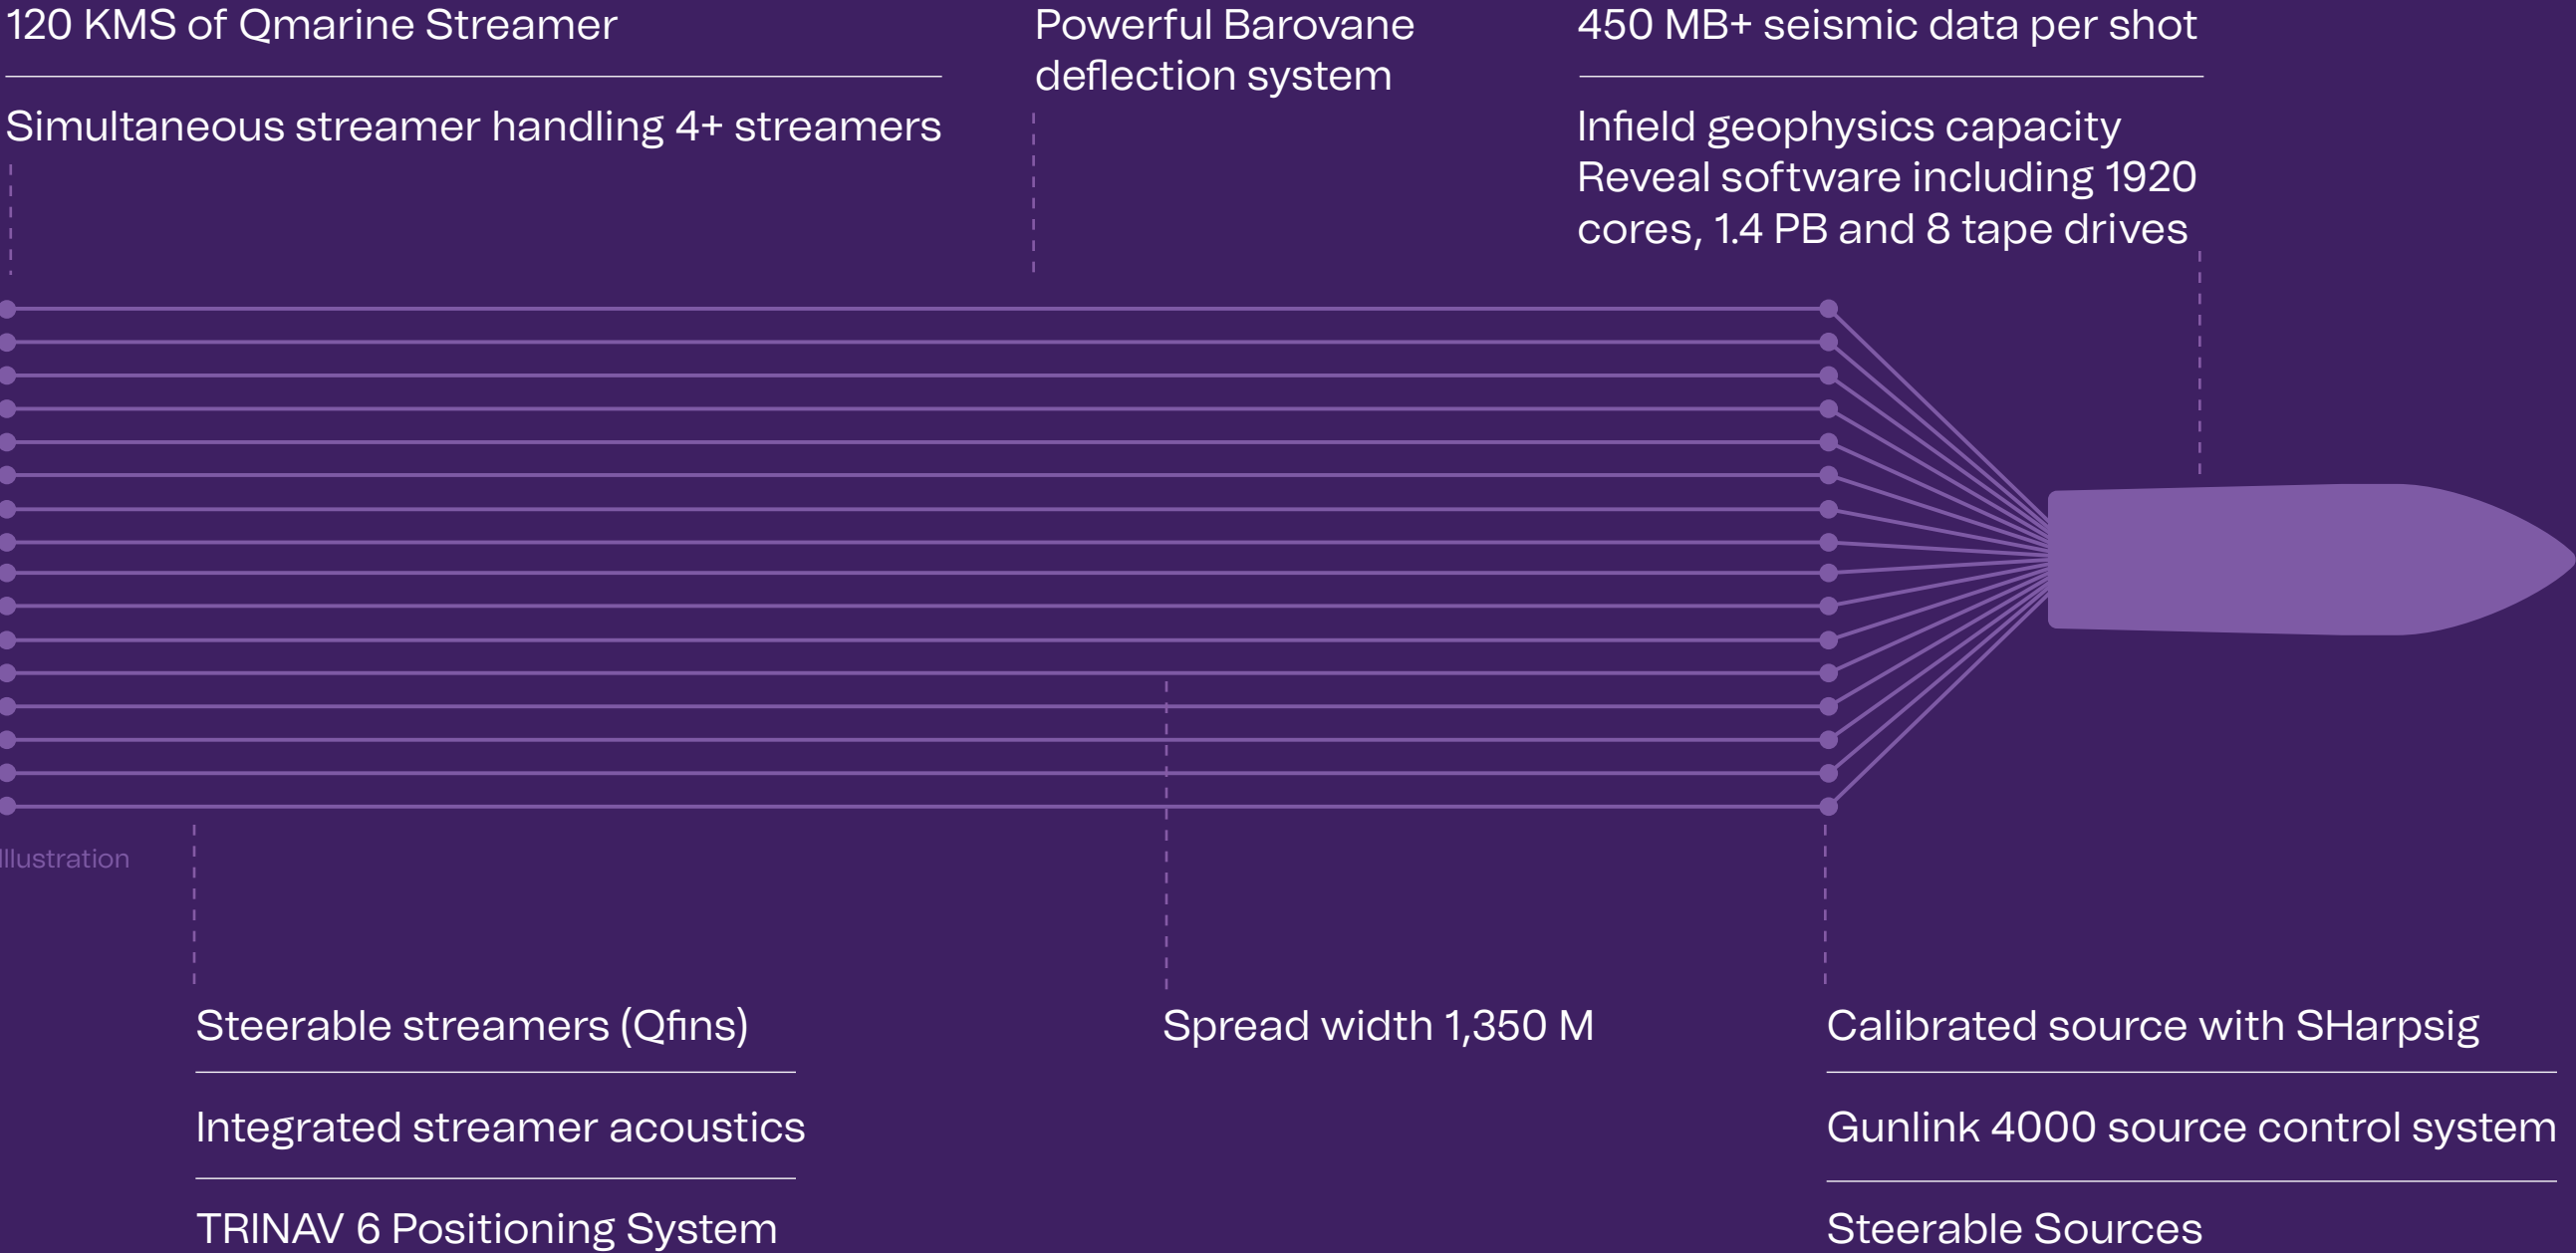 120 KMS of Qmarine Streamer
Simultaneous streamer handling 4+ streamers
Powerful Barovane
deflection system
450 MB+ seismic data per shot
Infield geophysics capacity
Reveal software including 1920
cores, 1.4 PB and 8 tape drives
Illustration
Steerable streamers (Qfins)
Integrated streamer acoustics
TRINAV 6 Positioning System
Spread width 1,350 M
Calibrated source with SHarpsig
Gunlink 4000 source control system
Steerable Sources